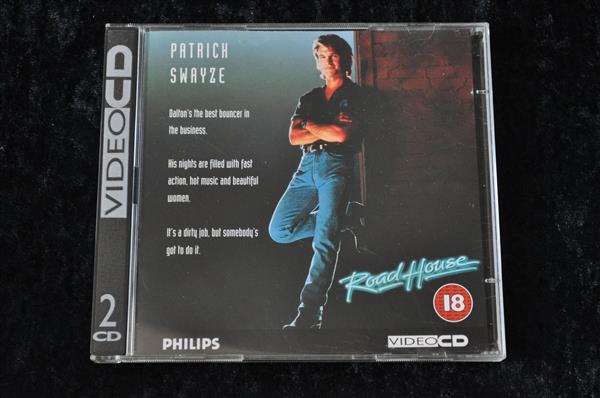 VIDEO CD
2
CD
PATRICK
SWAYZE
Dalton's the best bouncer in
the business.
His nights are filled with fast
action, hot music and beautiful
women.
It's a dirty job, but somebody's
got to do it.
Road House
18
PHILIPS
VIDEO CD